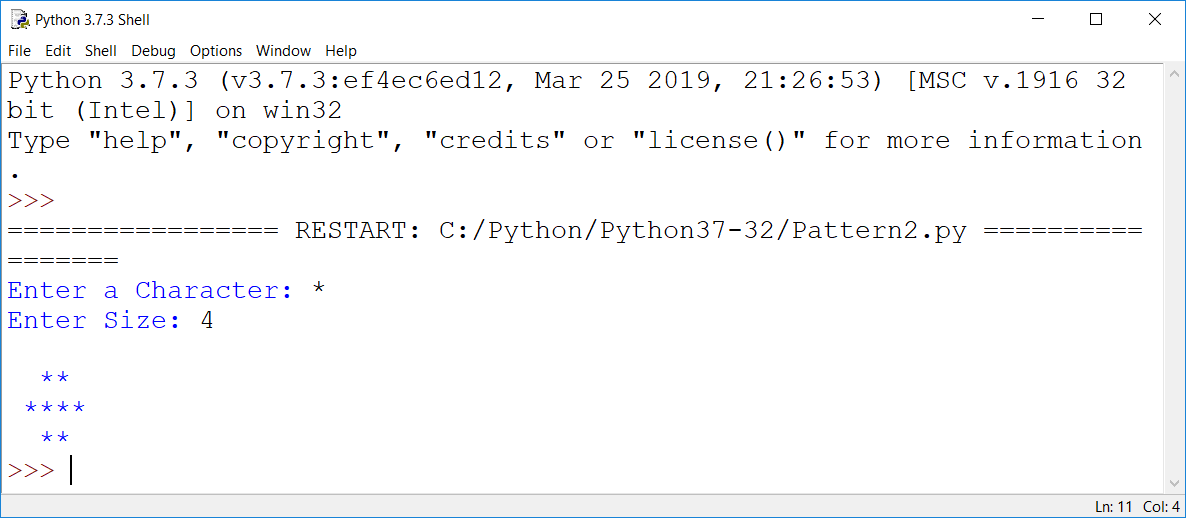 Python 3.7.3 Shell
File Edit Shell Debug Options Window Help
Python 3.7.3 (v3.7.3:ef4ec6ed12, Mar 25 2019, 21:26:53) [MSC v.1916 32
bit (Intel)] on win32
Type "help", "copyright", "credits" or "license()" for more information
.
>>>
================= RESTART: C:/Python/Python37-32/Pattern2.py ==========
=======
Enter a Character: *
Enter Size: 4

  **
 ****
  **
>>>
Ln: 11 Col: 4